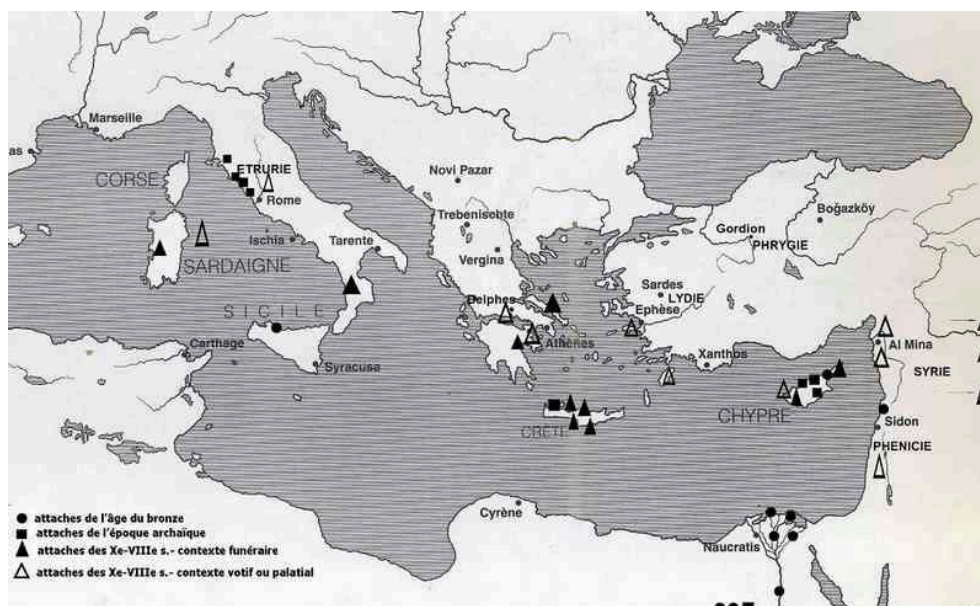 Marseille
as
ETRURIE
CORSE
Rome
Novi Pazar
Trebenischte
Boğazköy
Gordion
PHRYGIE
Ischia
Tarente
Vergina
SARDAIGNE
Sardes
LYDIE
Delphes
Ephèse
SICILE
Athènes
Al Mina
Carthage
Xanthos
Syracuse
SYRIE
CHYPRE
Sidon
CRÈTE
PHENICIE
Cyrène
Naucratis
attaches de l'âge du bronze
attaches de l'époque archaïque
attaches des Xe-VIIIe s.- contexte funéraire
attaches des Xe-VIIIe s.- contexte votif ou palatial